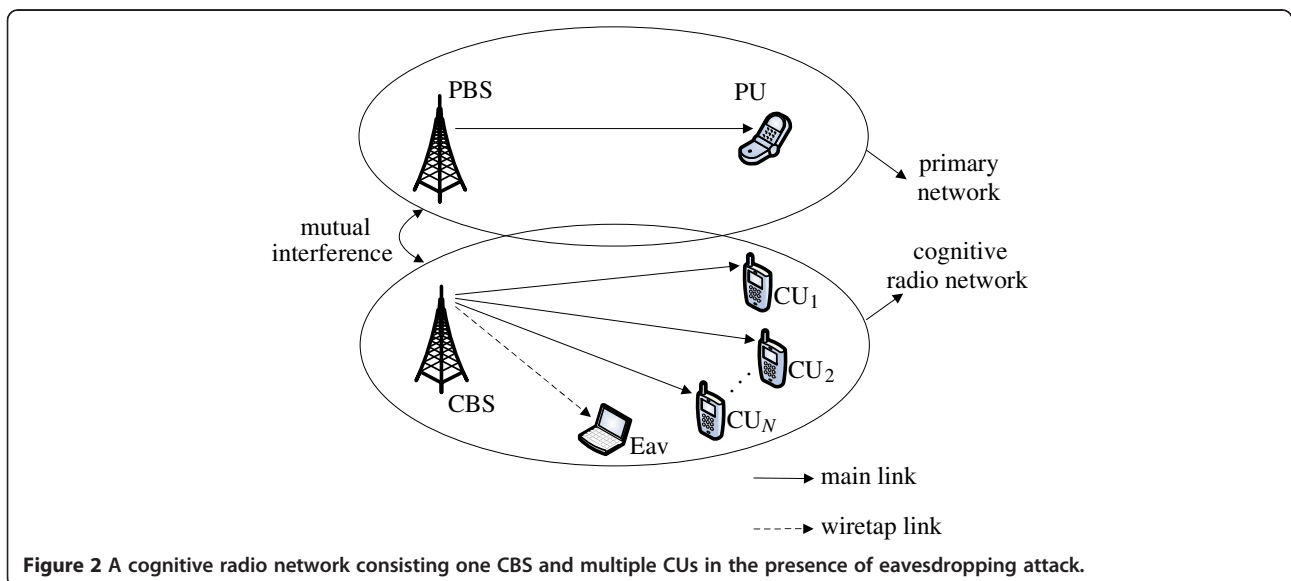 PBS
PU
primary
network
mutual
interference
cognitive
radio network
CU1
CU2
CUN
CBS
Eav
main link
wiretap link
Figure 2 A cognitive radio network consisting one CBS and multiple CUs in the presence of eavesdropping attack.